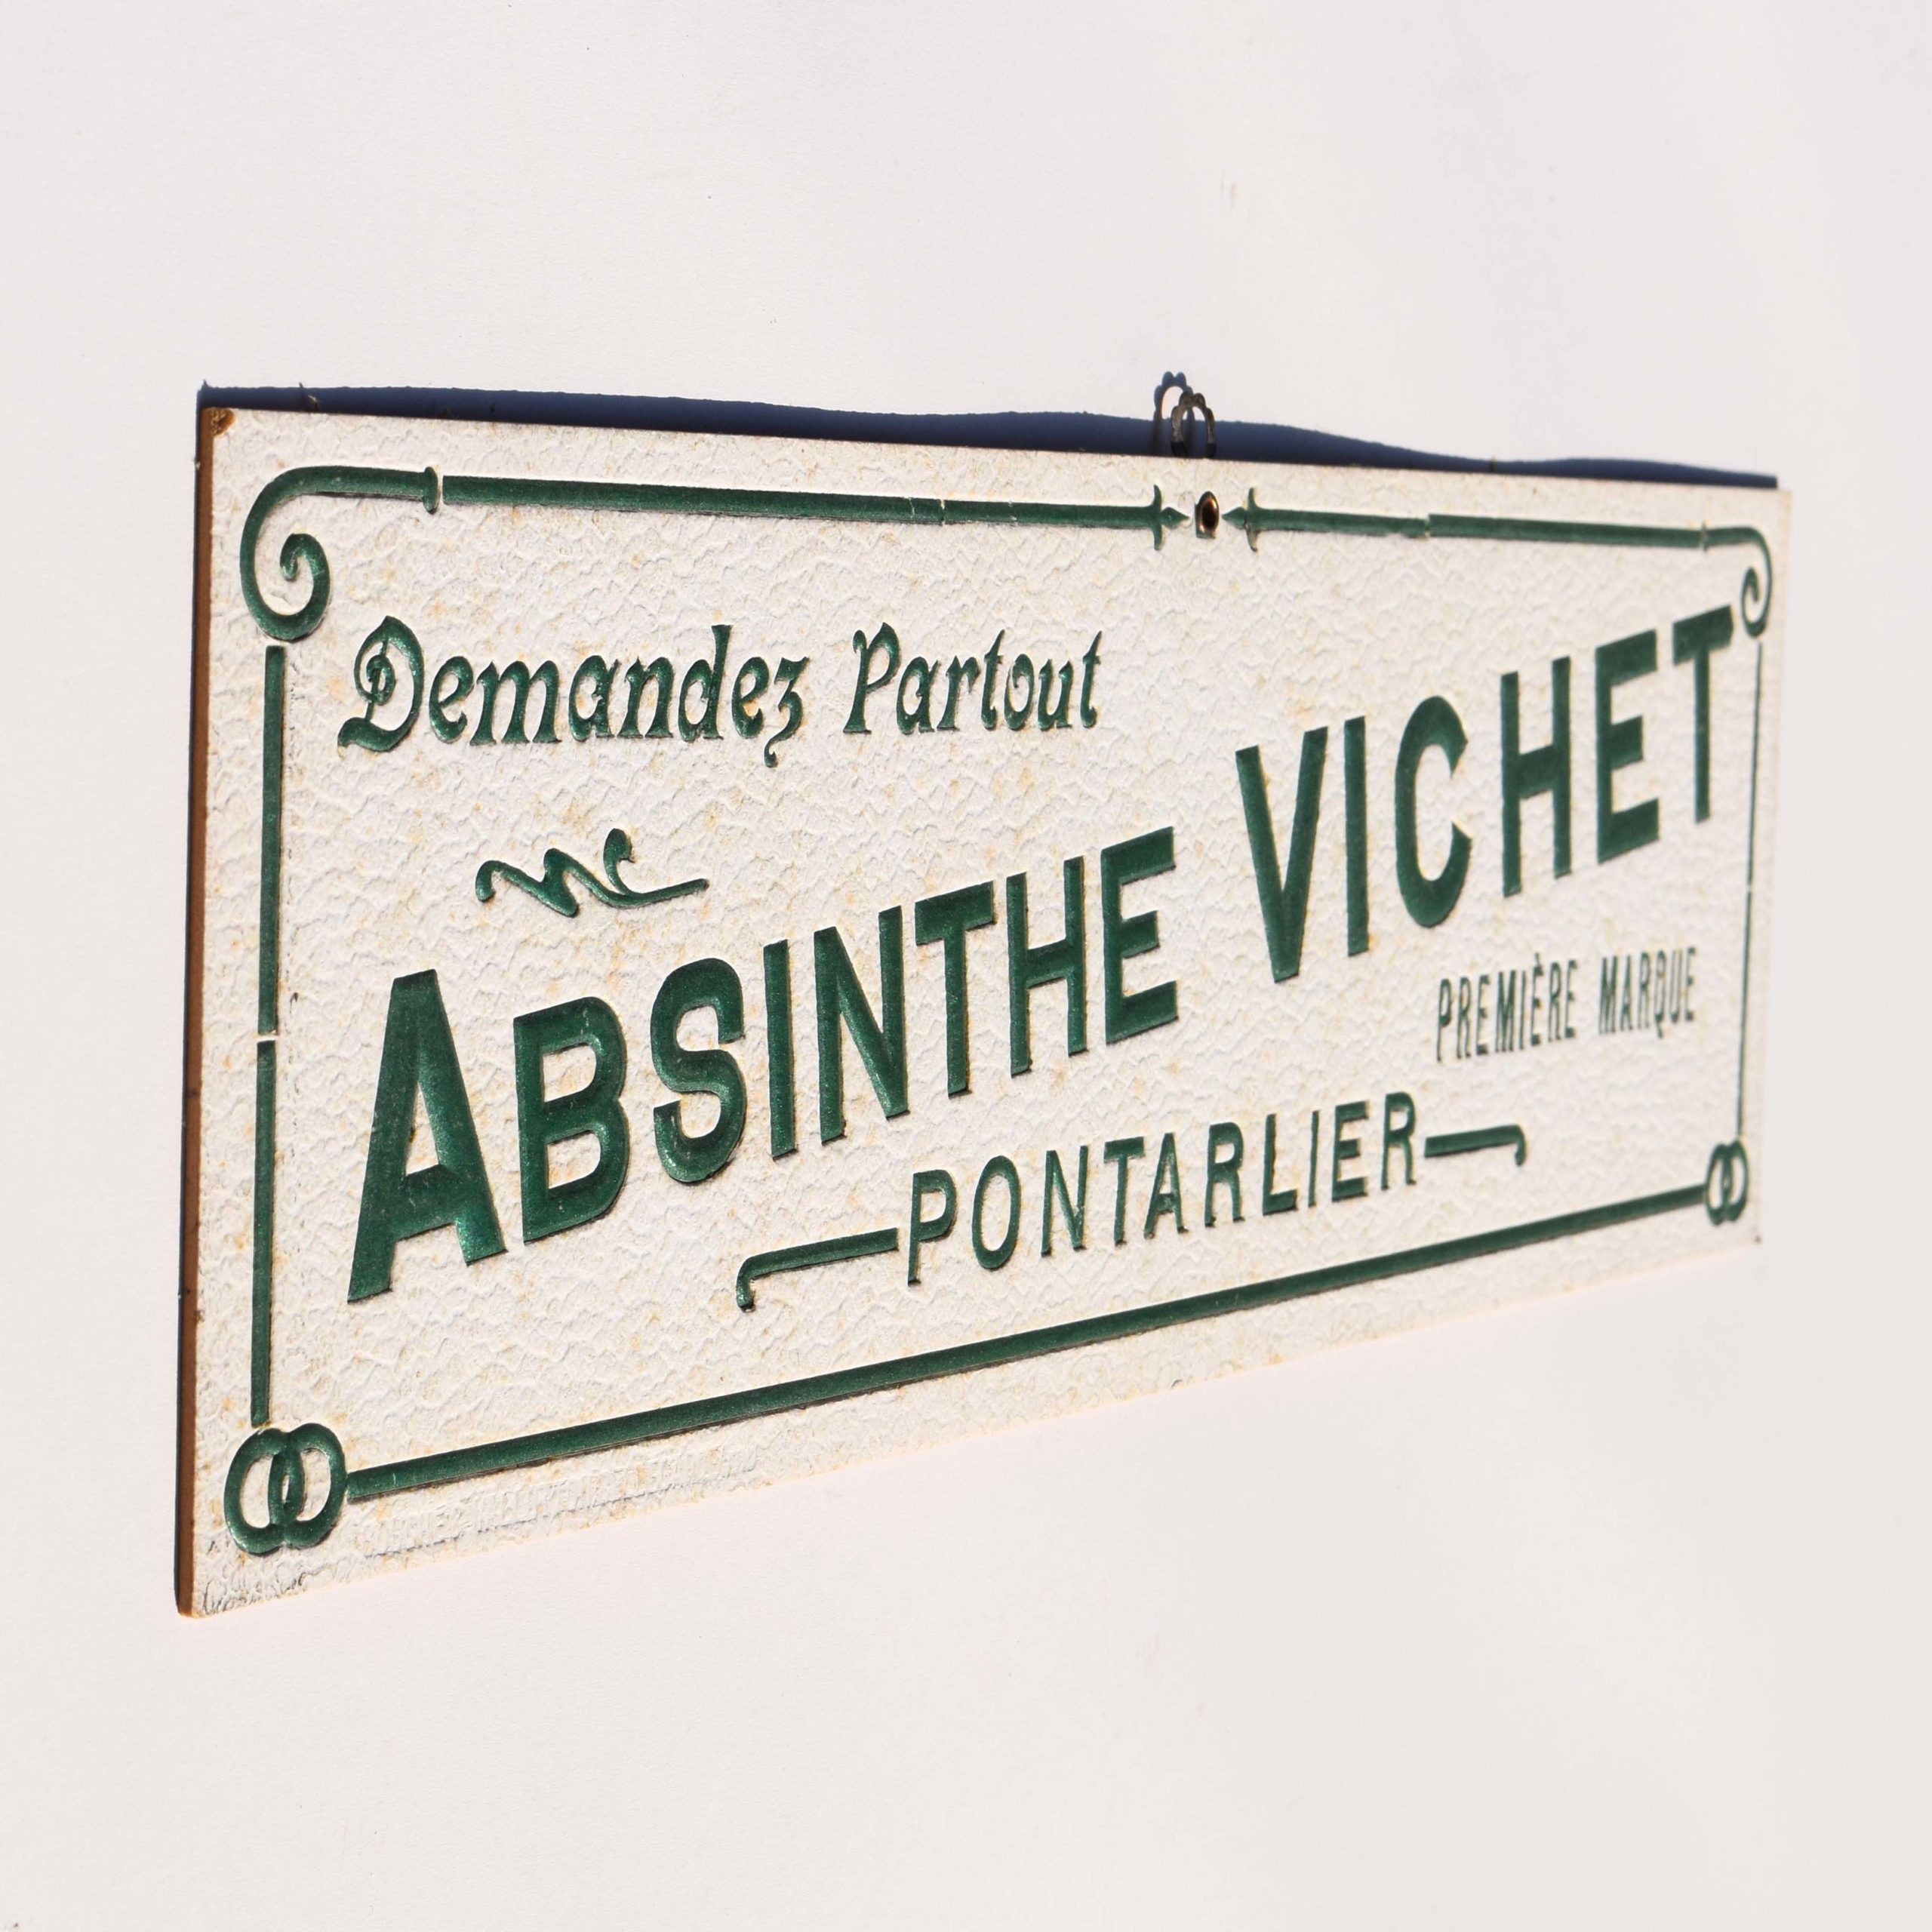 Demandez Partout
ABSINTHE VICHET
PREMIÈRE MARQUE
PONTARLIER